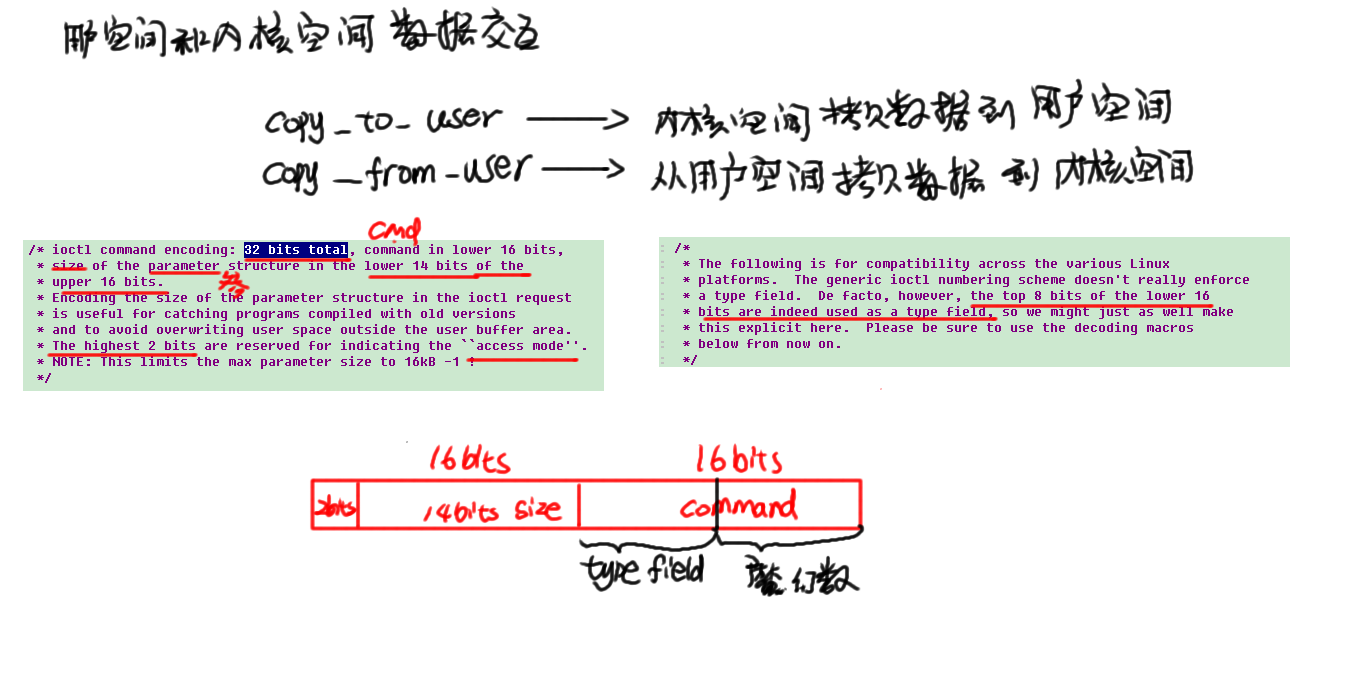 用户空间和内核空间 数据交互
copy_to_user → 内核空间 拷贝数据到 用户空间
copy_from_user → 从用户空间 拷贝数据 到 内核空间
cmd
/* ioctl command encoding: 32 bits total, command in lower 16 bits,
* size of the parameter structure in the lower 14 bits of the
* upper 16 bits.
* Encoding the size of the parameter structure in the ioctl request
* is useful for catching programs compiled with old versions
* and to avoid overwriting user space outside the user buffer area.
* The highest 2 bits are reserved for indicating the ``access mode''.
* NOTE: This limits the max parameter size to 16kB -1 !
*/
/*
* The following is for compatibility across the various Linux
* platforms.  The generic ioctl numbering scheme doesn't really enforce
* a type field.  De facto, however, the top 8 bits of the lower 16
* bits are indeed used as a type field, so we might just as well make
* this explicit here.  Please be sure to use the decoding macros
* below from now on.
*/
16bits 16bits
2bits 14bits size command
type field 魔幻数